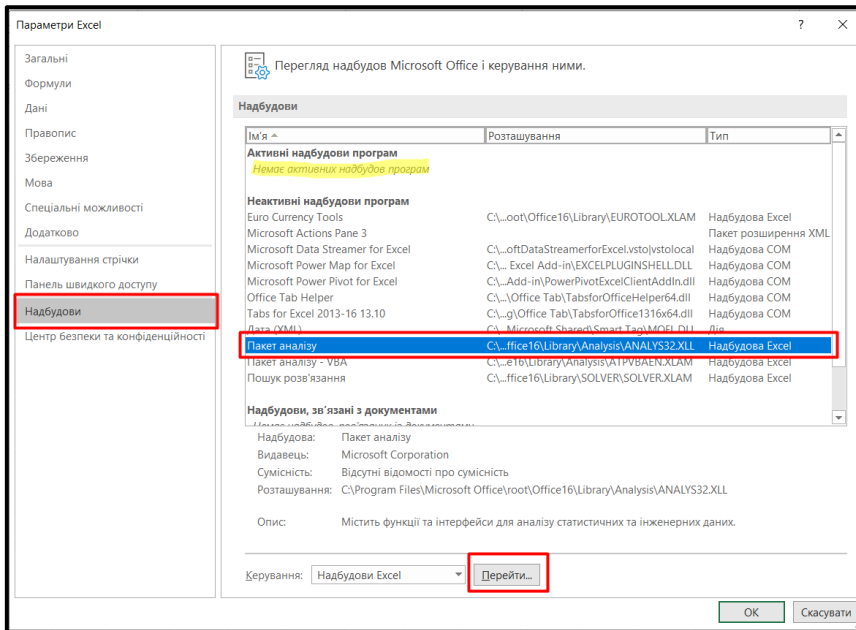 Параметри Excel ? ×
Загальні
Формули
Дані
Правопис
Збереження
Мова
Спеціальні можливості
Додатково
Налаштування стрічки
Панель швидкого доступу
Надбудови
Центр безпеки та конфіденційності
Перегляд надбудов Microsoft Office і керування ними.
Надбудови
Ім'я Розташування Тип
Активні надбудови програм
Немає активних надбудов програм
Неактивні надбудови програм
Euro Currency Tools C:\...oot\Office16\Library\EUROTOOL.XLAM Надбудова Excel
Microsoft Actions Pane 3 Пакет розширення XML
Microsoft Data Streamer for Excel C:\...oftDataStreamerforExcel.vsto|vstolocal Надбудова COM
Microsoft Power Map for Excel C:\... Excel Add-in\EXCELPLUGINSHELL.DLL Надбудова COM
Microsoft Power Pivot for Excel C:\...Add-in\PowerPivotExcelClientAddIn.dll Надбудова COM
Office Tab Helper C:\...\Office Tab\TabsforOfficeHelper64.dll Надбудова COM
Tabs for Excel 2013-16 13.10 C:\...g\Office Tab\TabsforOffice1316x64.dll Надбудова COM
Дата (XML) C:\...Microsoft Shared\Smart Tag\MOFL.DLL Дія
Пакет аналізу C:\...ffice16\Library\Analysis\ANALYS32.XLL Надбудова Excel
Пакет аналізу - VBA C:\...e16\Library\Analysis\ATPVBAEN.XLAM Надбудова Excel
Пошук розв'язання C:\...ffice16\Library\SOLVER\SOLVER.XLAM Надбудова Excel
Надбудови, зв'язані з документами
Надбудова: Пакет аналізу
Видавець: Microsoft Corporation
Сумісність: Відсутні відомості про сумісність
Розташування: C:\Program Files\Microsoft Office\root\Office16\Library\Analysis\ANALYS32.XLL
Опис: Містить функції та інтерфейси для аналізу статистичних та інженерних даних.
Керування: Надбудови Excel Перейти...
OK Скасувати